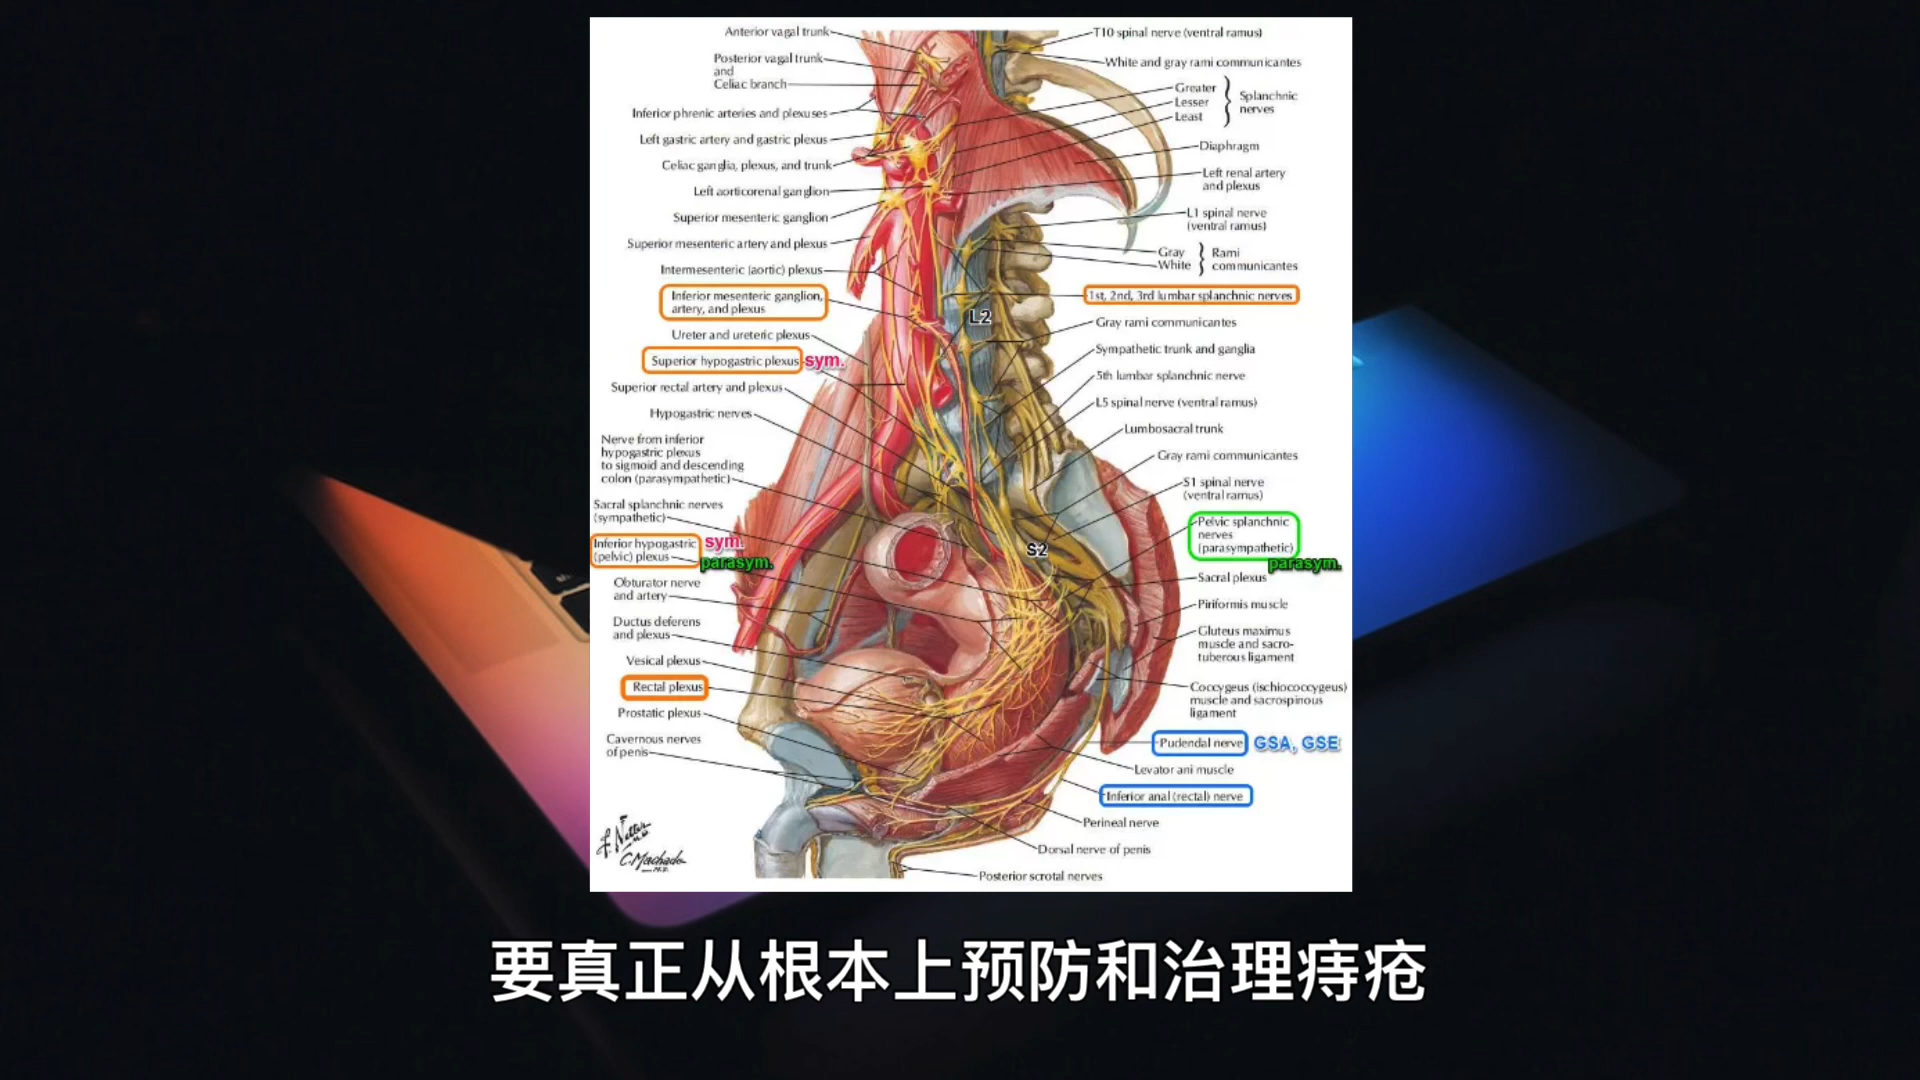 Anterior vagal trunk
Posterior vagal trunk
and
Celiac branch
Inferior phrenic arteries and plexuses
Left gastric artery and gastric plexus
Celiac ganglia, plexus, and trunk
Left aorticorenal ganglion
Superior mesenteric ganglion
Superior mesenteric artery and plexus
Intermesenteric (aortic) plexus
Inferior mesenteric ganglion,
artery, and plexus
Ureter and ureteric plexus
Superior hypogastric plexus sym.
Superior rectal artery and plexus
Hypogastric nerves
Nerve from inferior
hypogastric plexus
to sigmoid and descending
colon (parasympathetic)
Sacral splanchnic nerves
(sympathetic)
Inferior hypogastric sym.
(pelvic) plexus parasym.
Obturator nerve
and artery
Ductus deferens
and plexus
Vesical plexus
Rectal plexus
Prostatic plexus
Cavernous nerves
of penis
F. Netter
M.D.
C. Machado
M.D.
L2
S2
T10 spinal nerve (ventral ramus)
White and gray rami communicantes
Greater
Lesser
Least
Splanchnic
nerves
Diaphragm
Left renal artery
and plexus
L1 spinal nerve
(ventral ramus)
Gray
White
Rami
communicantes
1st, 2nd, 3rd lumbar splanchnic nerves
Gray rami communicantes
Sympathetic trunk and ganglia
5th lumbar splanchnic nerve
L5 spinal nerve (ventral ramus)
Lumbosacral trunk
Gray rami communicantes
S1 spinal nerve
(ventral ramus)
Pelvic splanchnic
nerves
(parasympathetic)
parasym.
Sacral plexus
Piriformis muscle
Gluteus maximus
muscle and sacro-
tuberous ligament
Coccygeus (ischiococcygeus)
muscle and sacrospinous
ligament
Pudendal nerve GSA, GSE
Levator ani muscle
Inferior anal (rectal) nerve
Perineal nerve
Dorsal nerve of penis
Posterior scrotal nerves
要真正从根本上预防和治理痔疮